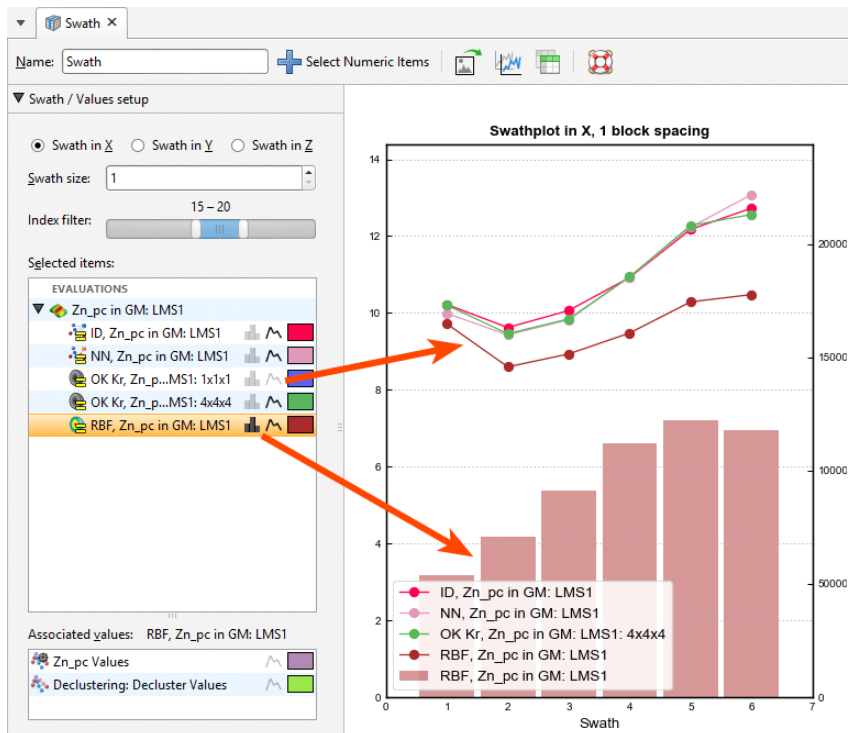 Swath
Name: Swath
Select Numeric Items
Swath / Values setup
Swath in X
Swath in Y
Swath in Z
Swath size: 1
15 – 20
Index filter:
Selected items:
EVALUATIONS
Zn_pc in GM: LMS1
ID, Zn_pc in GM: LMS1
NN, Zn_pc in GM: LMS1
OK Kr, Zn_p...MS1: 1x1x1
OK Kr, Zn_p...MS1: 4x4x4
RBF, Zn_pc in GM: LMS1
Associated values: RBF, Zn_pc in GM: LMS1
Zn_pc Values
Declustering: Decluster Values
Swathplot in X, 1 block spacing
14
12
10
8
6
4
2
0
20000
15000
10000
50000
0
ID, Zn_pc in GM: LMS1
NN, Zn_pc in GM: LMS1
OK Kr, Zn_pc in GM: LMS1: 4x4x4
RBF, Zn_pc in GM: LMS1
RBF, Zn_pc in GM: LMS1
0 1 2 3 4 5 6 7
Swath